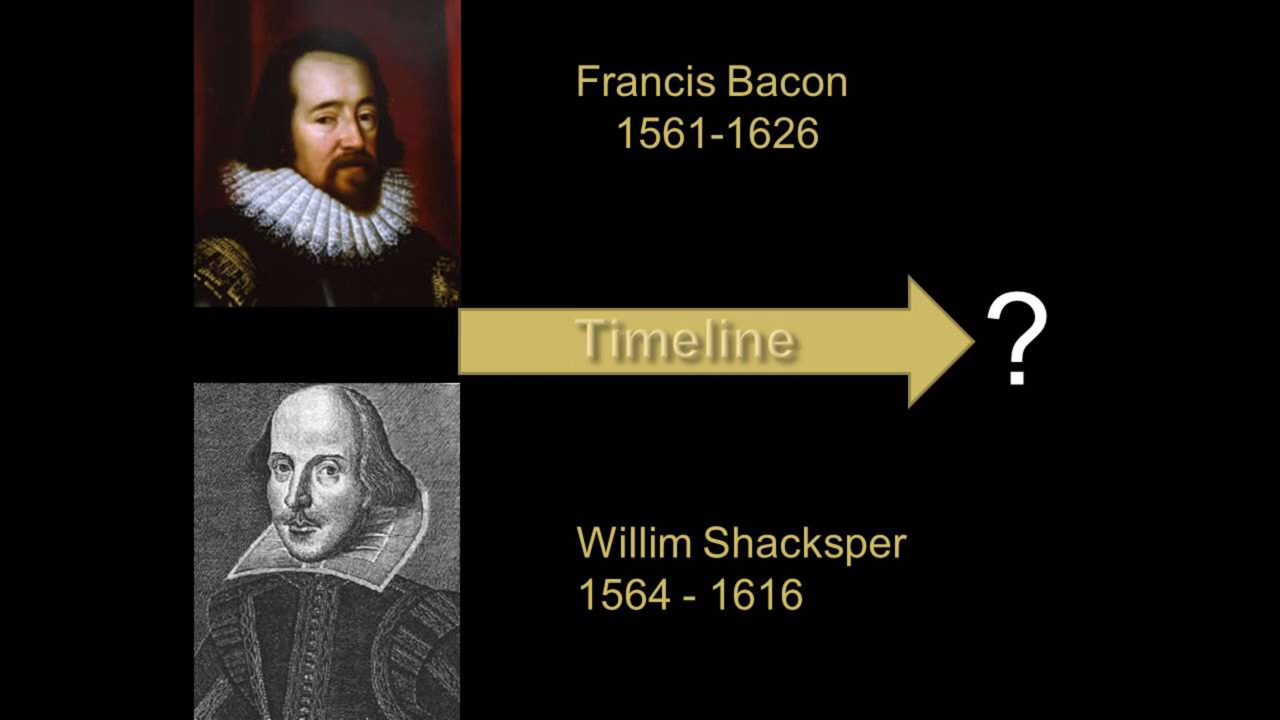 Francis Bacon
1561-1626
Timeline
?
Willim Shacksper
1564 - 1616